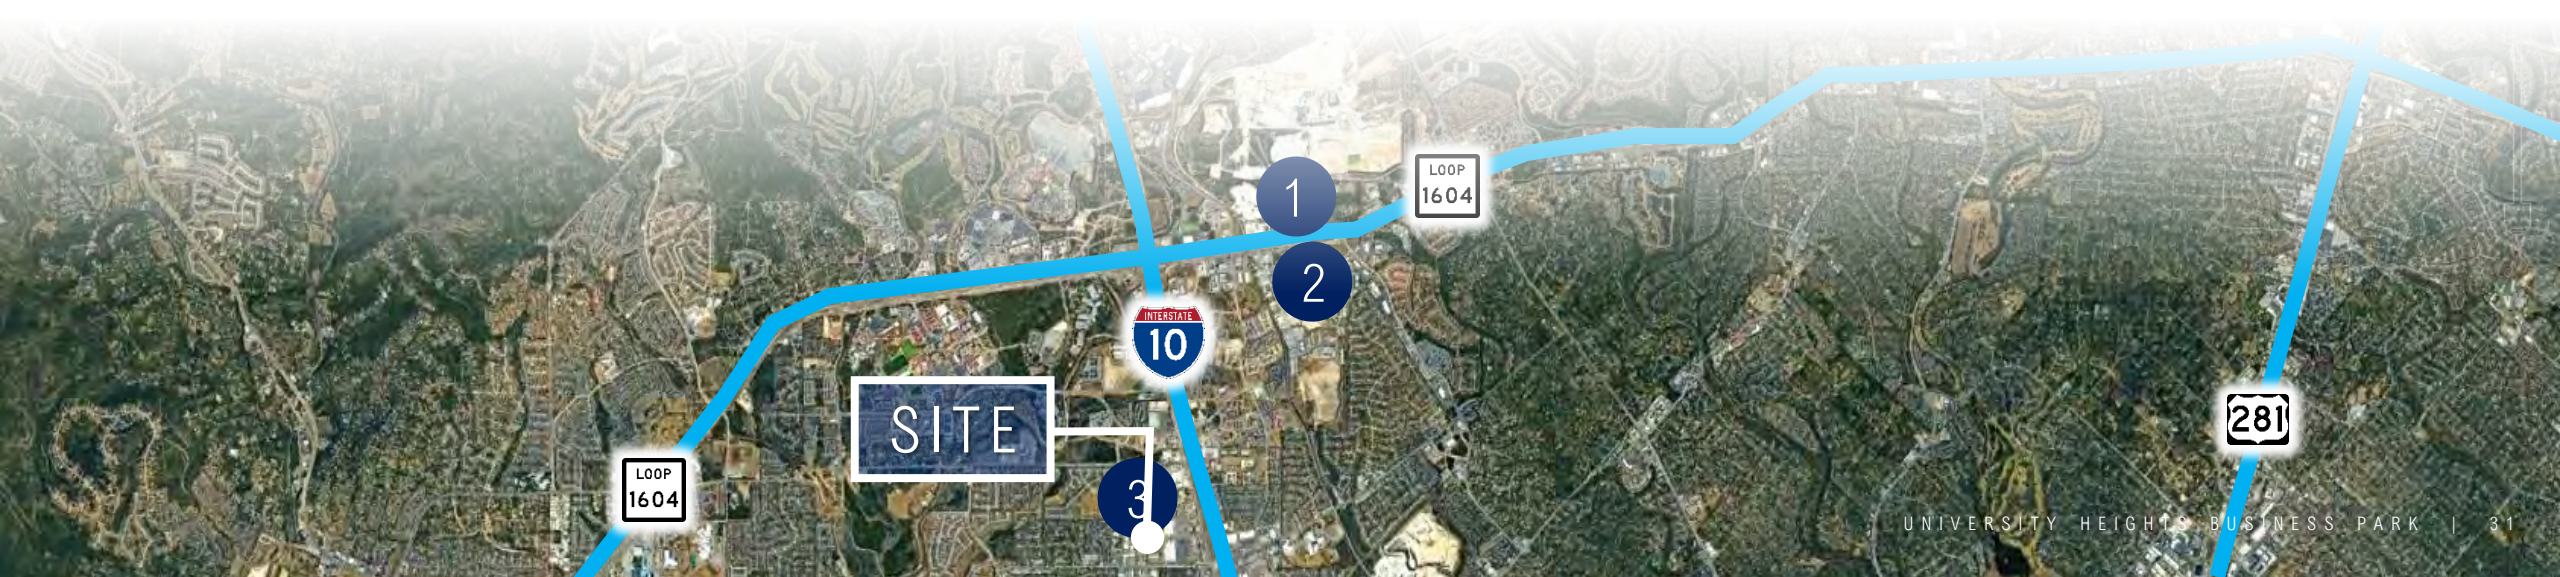 1
LOOP
1604
2
INTERSTATE
10
SITE
281
LOOP
1604
3
UNIVERSITY HEIGHTS BUSINESS PARK | 31